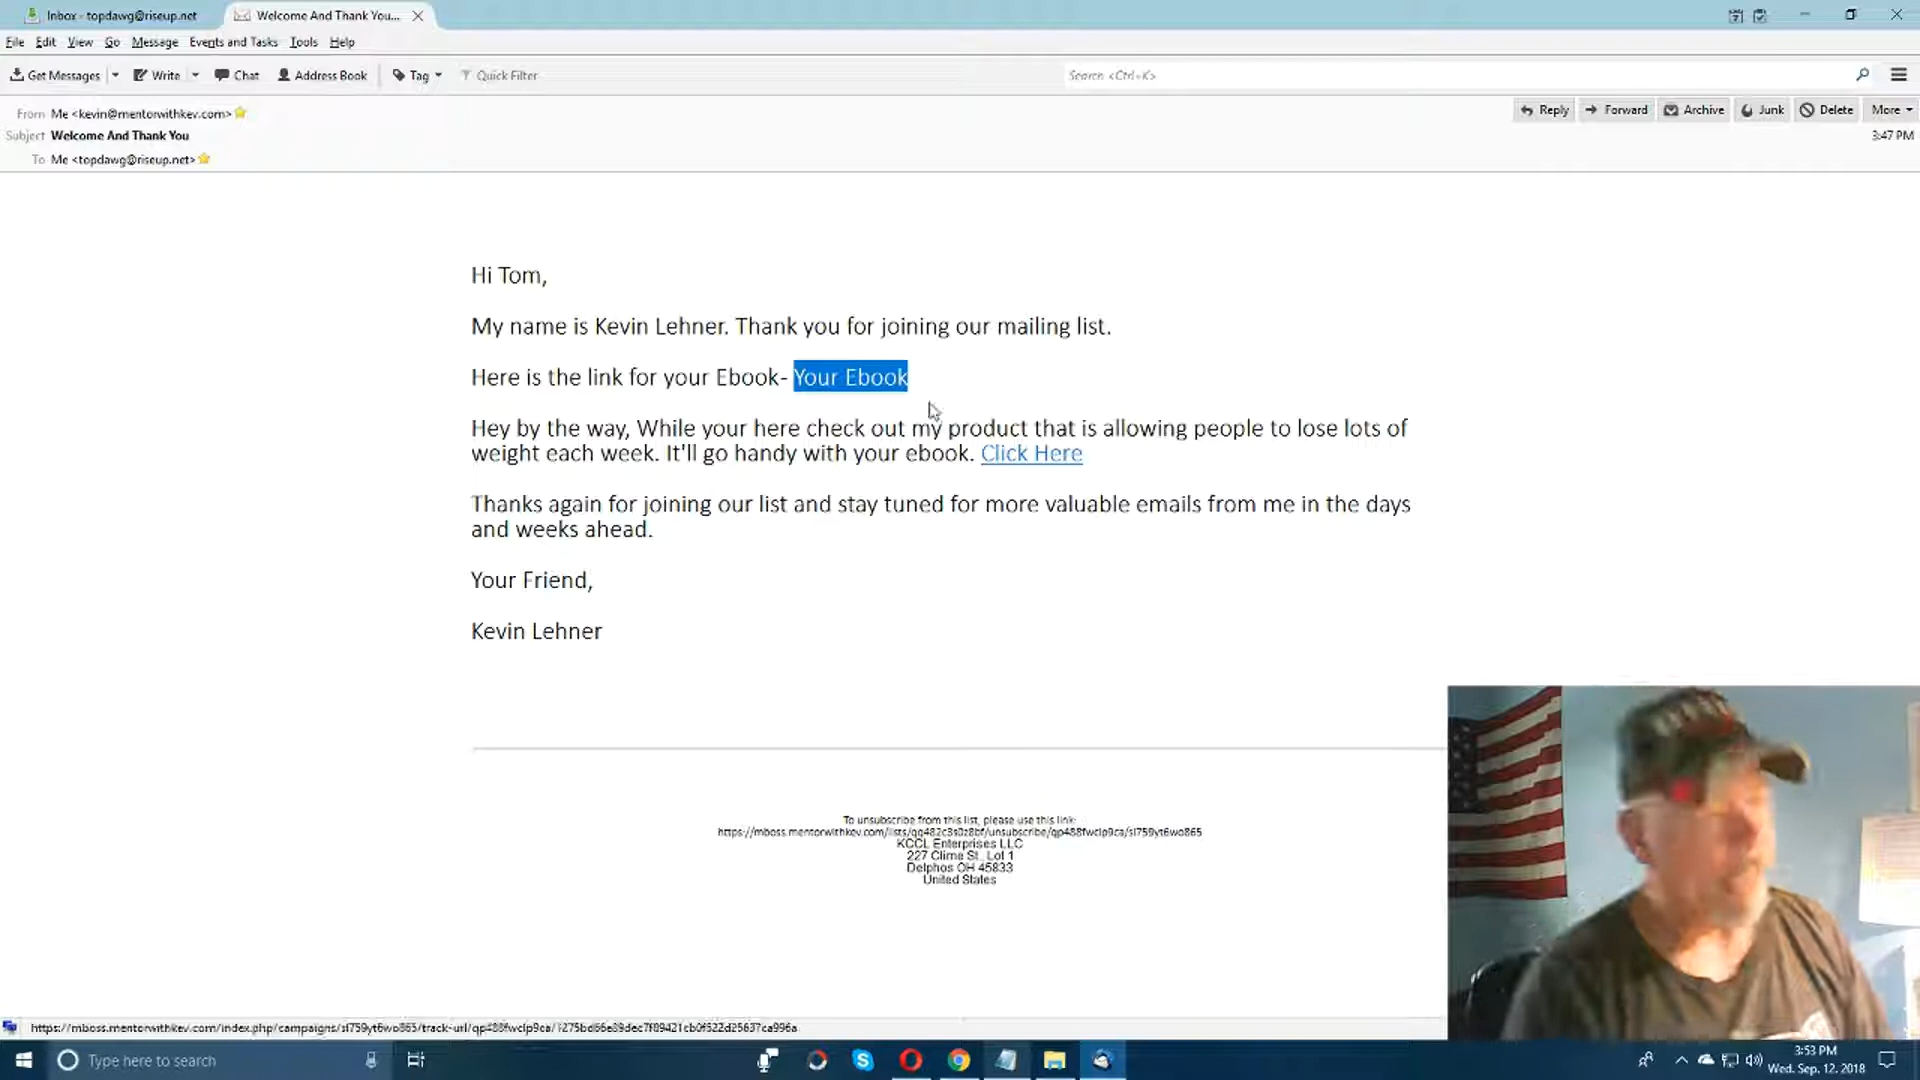 Inbox - topdawg@riseup.net
Welcome And Thank You...
File Edit View Go Message Events and Tasks Tools Help
Get Messages Write Chat Address Book Tag Quick Filter Search <Ctrl+K>
From Me <kevin@mentorwithkev.com>
Reply Forward Archive Junk Delete More
Subject Welcome And Thank You
3:47 PM
To Me <topdawg@riseup.net>
Hi Tom,
My name is Kevin Lehner. Thank you for joining our mailing list.
Here is the link for your Ebook- Your Ebook
Hey by the way, While your here check out my product that is allowing people to lose lots of
weight each week. It'll go handy with your ebook. Click Here
Thanks again for joining our list and stay tuned for more valuable emails from me in the days
and weeks ahead.
Your Friend,
Kevin Lehner
To unsubscribe from this list, please use this link:
KCCL Enterprises LLC
227 Clime St. Lot 1
Delphos OH 45833
United States
Type here to search
3:53 PM
Wed. Sep. 12, 2018